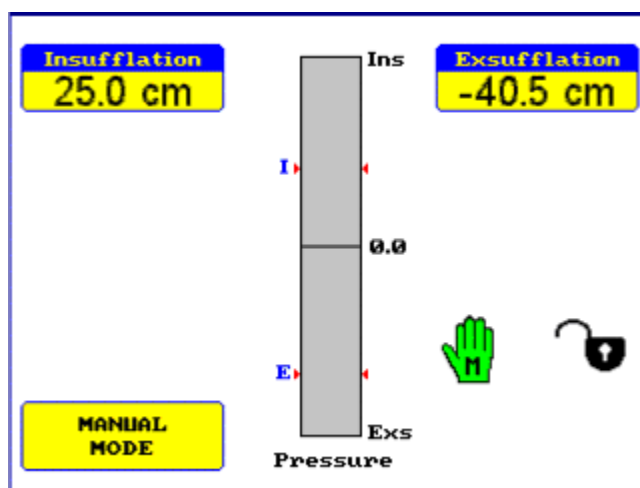 Insufflation
25.0 cm
Ins
Exsufflation
-40.5 cm
I
0.0
M
E
MANUAL
MODE
Exs
Pressure